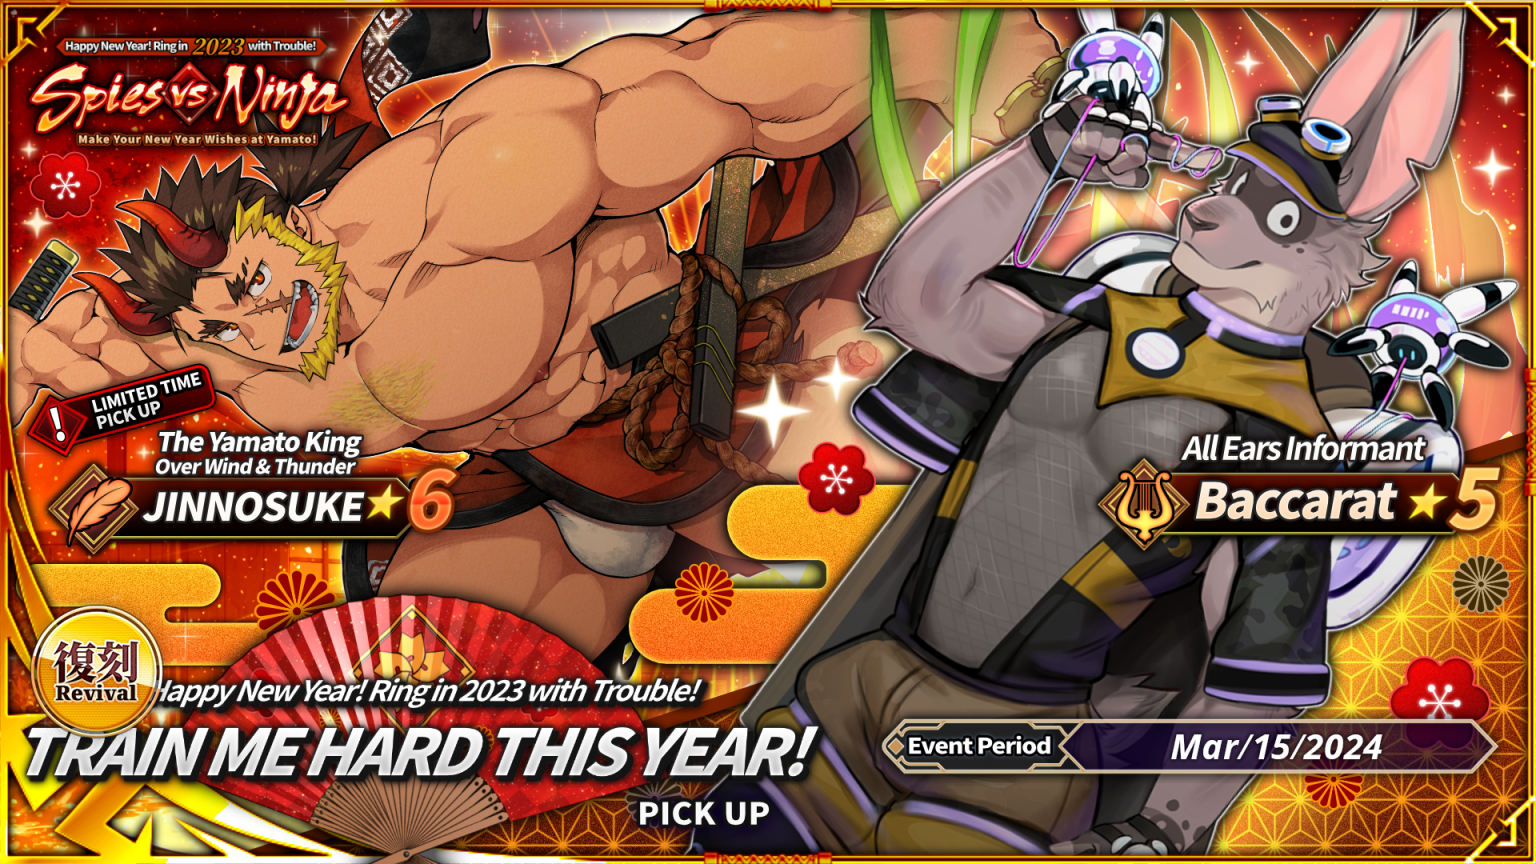 Happy New Year! Ring in 2023 with Trouble!
Spies vs Ninja
Make Your New Year Wishes at Yamato!
! LIMITED TIME
PICK UP
The Yamato King
Over Wind & Thunder
JINNOSUKE ★6
All Ears Informant
Baccarat ★5
復刻
Revival
Happy New Year! Ring in 2023 with Trouble!
TRAIN ME HARD THIS YEAR!
PICK UP
Event Period
Mar/15/2024